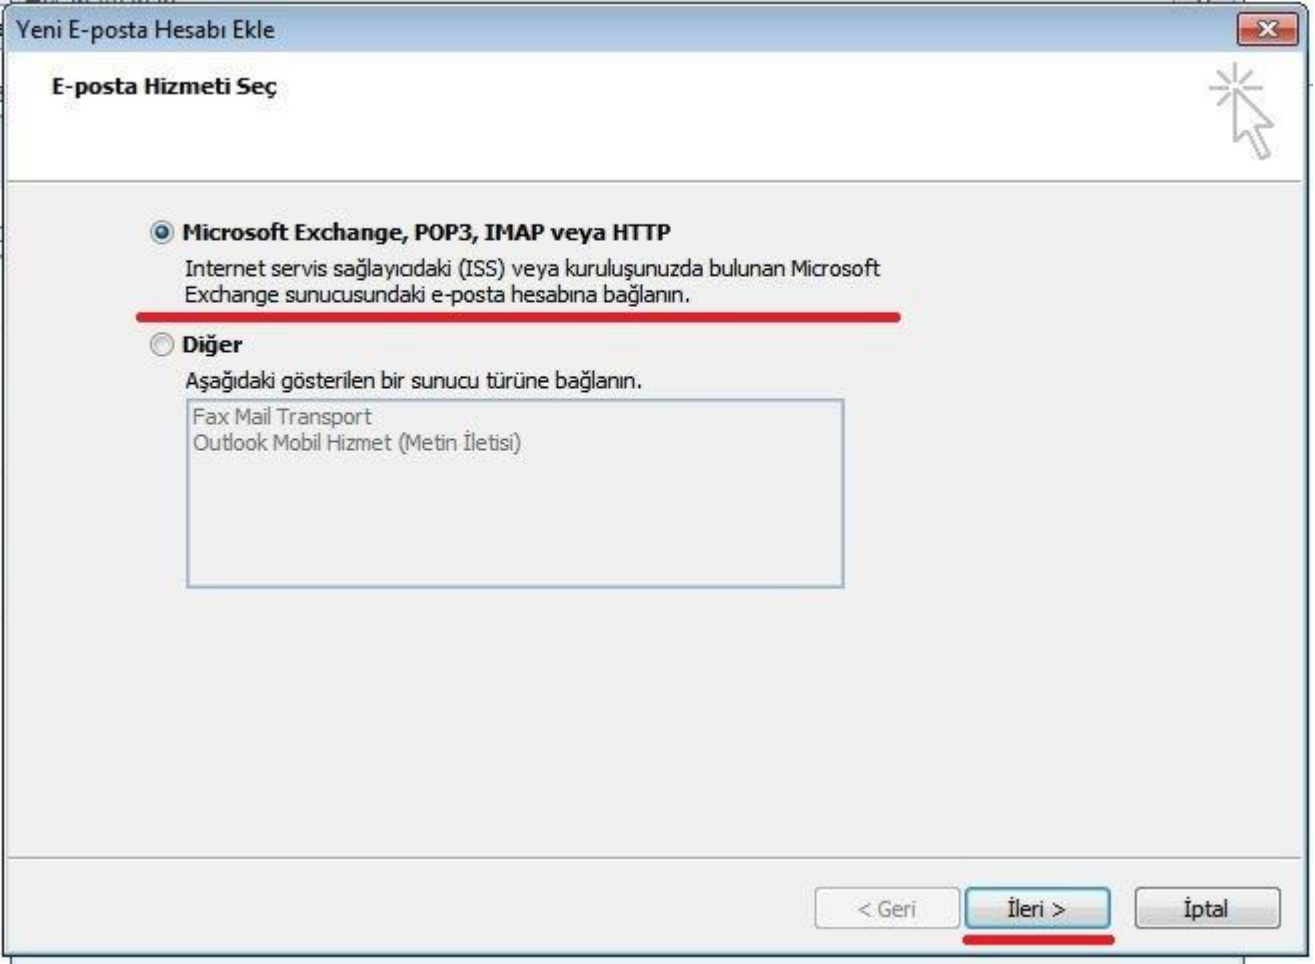 Yeni E-posta Hesabı Ekle
E-posta Hizmeti Seç
Microsoft Exchange, POP3, IMAP veya HTTP
Internet servis sağlayıcıdaki (ISS) veya kuruluşunuzda bulunan Microsoft
Exchange sunucusundaki e-posta hesabına bağlanın.
Diğer
Aşağıdaki gösterilen bir sunucu türüne bağlanın.
Fax Mail Transport
Outlook Mobil Hizmet (Metin İletisi)
< Geri
İleri >
İptal